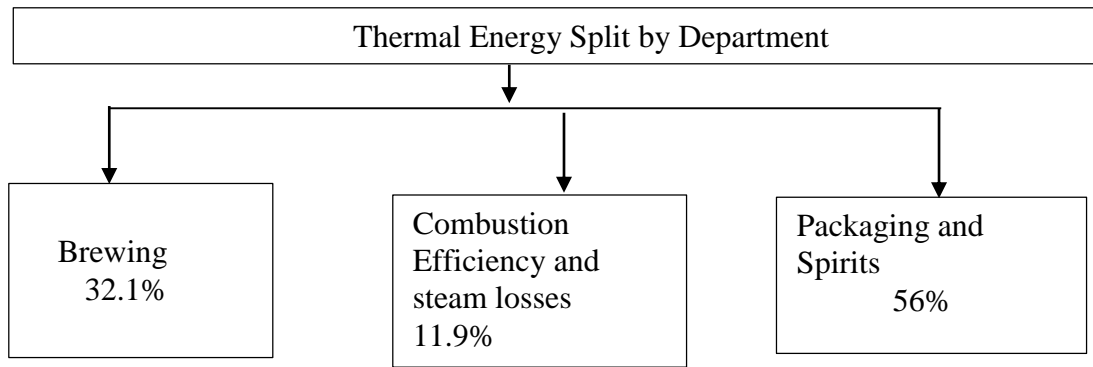 Thermal Energy Split by Department
Brewing
32.1%
Combustion
Efficiency and
steam losses
11.9%
Packaging and
Spirits
56%